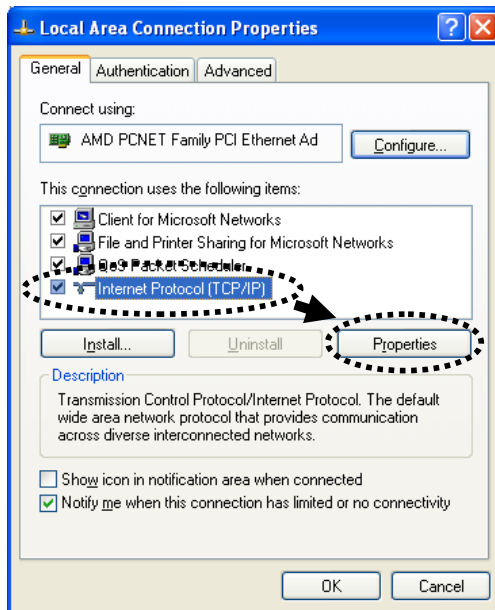 Local Area Connection Properties
General Authentication Advanced
Connect using:
AMD PCNET Family PCI Ethernet Ad
Configure...
This connection uses the following items:
Client for Microsoft Networks
File and Printer Sharing for Microsoft Networks
QoS Packet Scheduler
Internet Protocol (TCP/IP)
Install... Uninstall Properties
Description
Transmission Control Protocol/Internet Protocol. The default
wide area network protocol that provides communication
across diverse interconnected networks.
Show icon in notification area when connected
Notify me when this connection has limited or no connectivity
OK Cancel